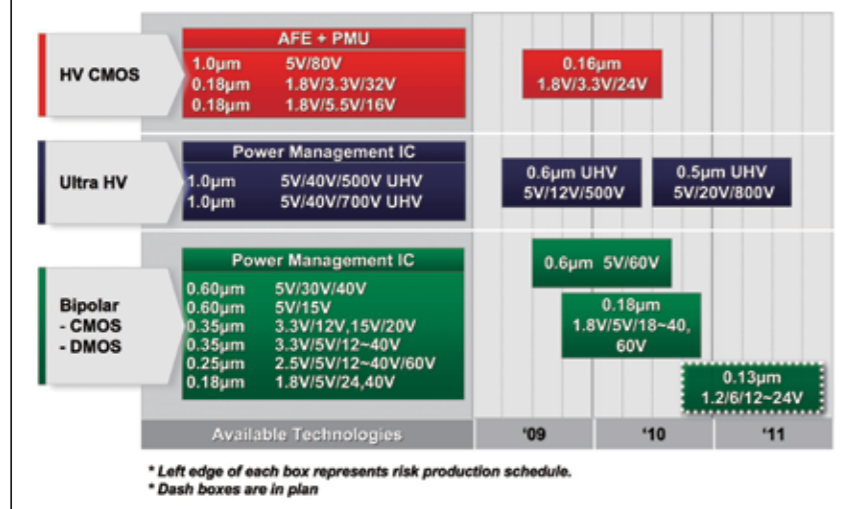 AFE + PMU
HV CMOS
1.0µm 5V/80V
0.18µm 1.8V/3.3V/32V
0.18µm 1.8V/5.5V/16V
0.16µm
1.8V/3.3V/24V
Power Management IC
Ultra HV
1.0µm 5V/40V/500V UHV
1.0µm 5V/40V/700V UHV
0.6µm UHV
5V/12V/500V
0.5µm UHV
5V/20V/800V
Power Management IC
Bipolar
- CMOS
- DMOS
0.60µm 5V/30V/40V
0.60µm 5V/15V
0.35µm 3.3V/12V,15V/20V
0.35µm 3.3V/5V/12~40V
0.25µm 2.5V/5V/12~40V/60V
0.18µm 1.8V/5V/24,40V
0.6µm 5V/60V
0.18µm
1.8V/5V/18~40,
60V
0.13µm
1.2/6/12~24V
Available Technologies '09 '10 '11
* Left edge of each box represents risk production schedule.
* Dash boxes are in plan